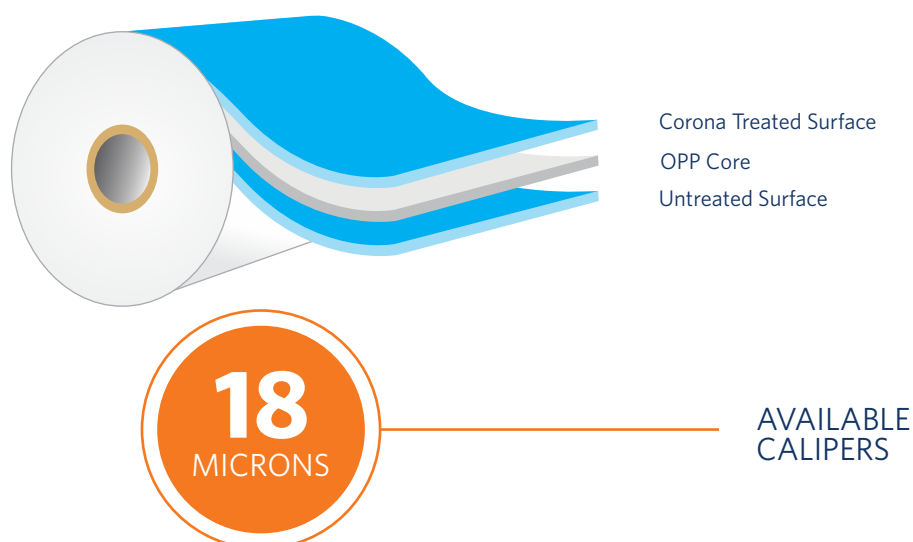 Corona Treated Surface
OPP Core
Untreated Surface
18
MICRONS
AVAILABLE
CALIPERS